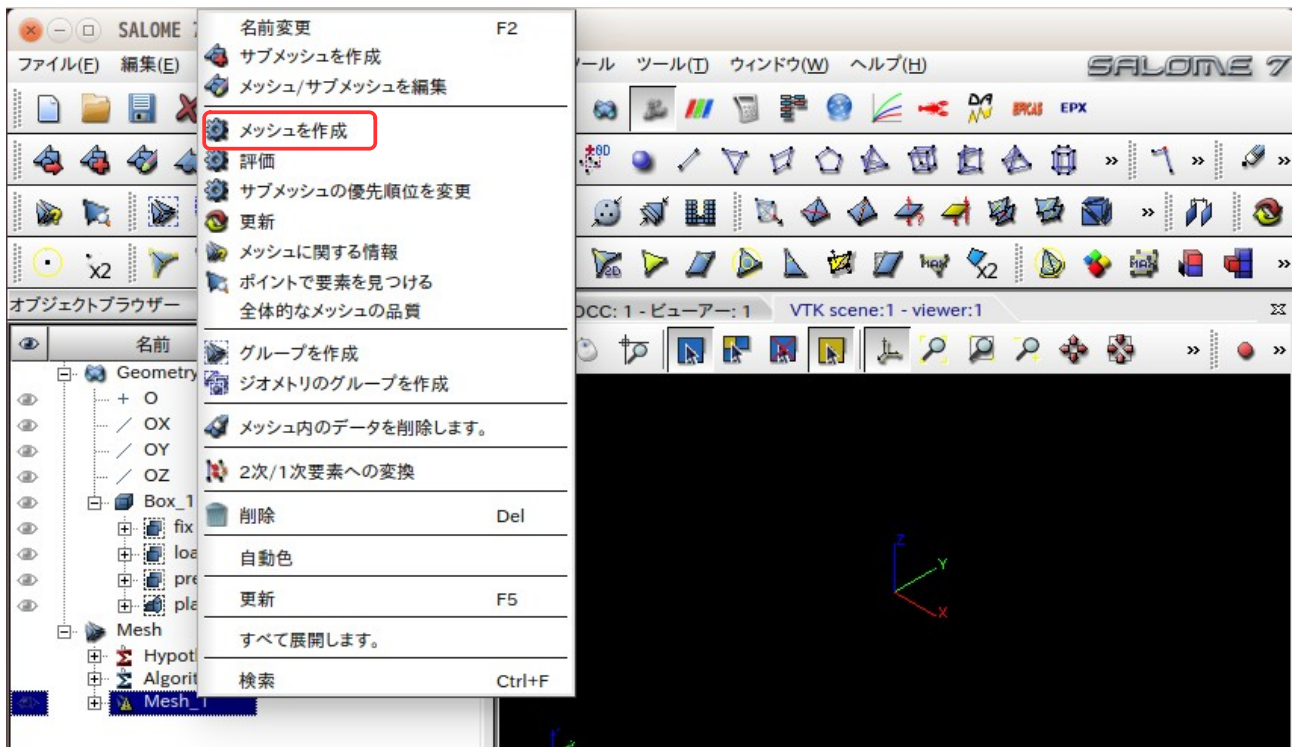 SALOME 7
名前変更 F2
サブメッシュを作成
メッシュ/サブメッシュを編集
メッシュを作成
評価
サブメッシュの優先順位を変更
更新
メッシュに関する情報
ポイントで要素を見つける
全体的なメッシュの品質
グループを作成
ジオメトリのグループを作成
メッシュ内のデータを削除します。
2次/1次要素への変換
削除 Del
自動色
更新 F5
すべて展開します。
検索 Ctrl+F
ファイル(F) 編集(E) ール ツール(T) ウィンドウ(W) ヘルプ(H) SALOME 7
EFICAS EPX
+0D
x2 2D MAX x2 MAX
オブジェクトブラウザー OCC: 1 - ビューアー: 1 VTK scene:1 - viewer:1
名前
Geometry
O
OX
OY
OZ
Box_1
fix
loa
pre
pla
Mesh
Hypot
Algorit
Mesh_1
Z
Y
X